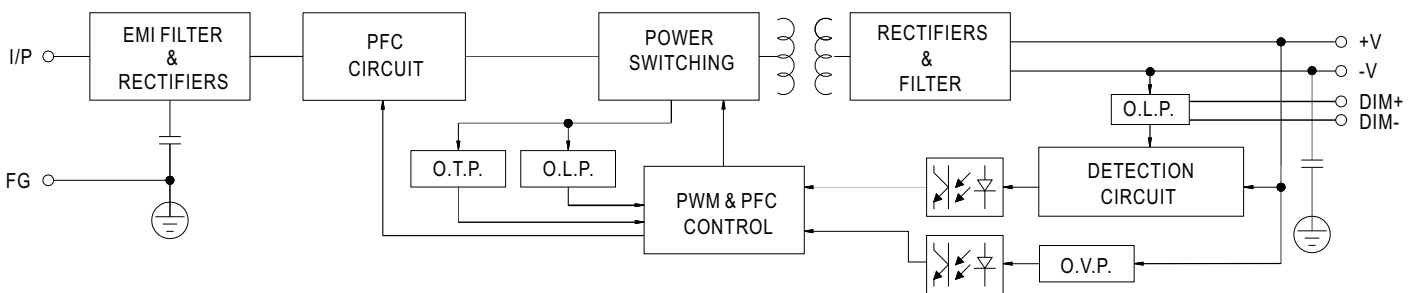 I/P
EMI FILTER
&
RECTIFIERS
PFC
CIRCUIT
POWER
SWITCHING
RECTIFIERS
&
FILTER
+V
-V
O.L.P.
DIM+
DIM-
FG
O.T.P.
O.L.P.
PWM & PFC
CONTROL
DETECTION
CIRCUIT
O.V.P.